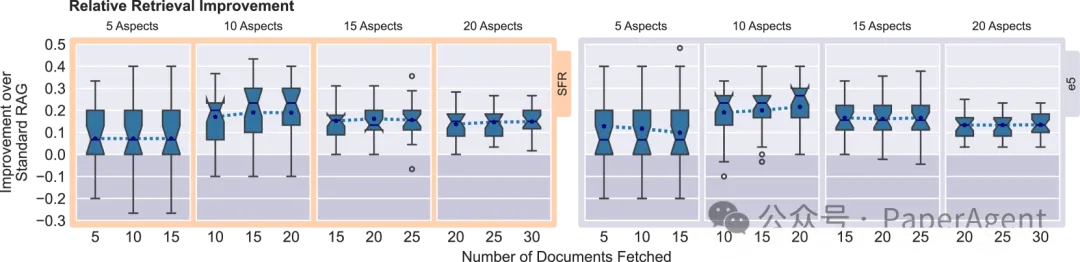 Relative Retrieval Improvement
5 Aspects 10 Aspects 15 Aspects 20 Aspects 5 Aspects 10 Aspects 15 Aspects 20 Aspects
Improvement over
Standard RAG
0.5
0.4
0.3
0.2
0.1
0.0
−0.1
−0.2
−0.3
SFR
e5
公众号 · PaperAgent
5 10 15 10 15 20 15 20 25 20 25 30 5 10 15 10 15 20 15 20 25 20 25 30
Number of Documents Fetched